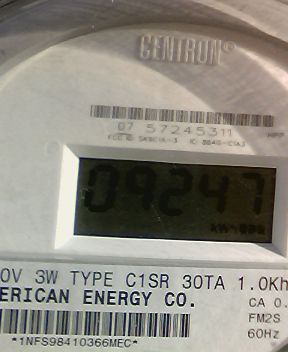 CENTRON®
07 57245311
09247
0V 3W TYPE C1SR 30TA 1.0Kh
ERICAN ENERGY CO.
CA 0.
FM2S
60Hz
*1NFS98410366MEC*